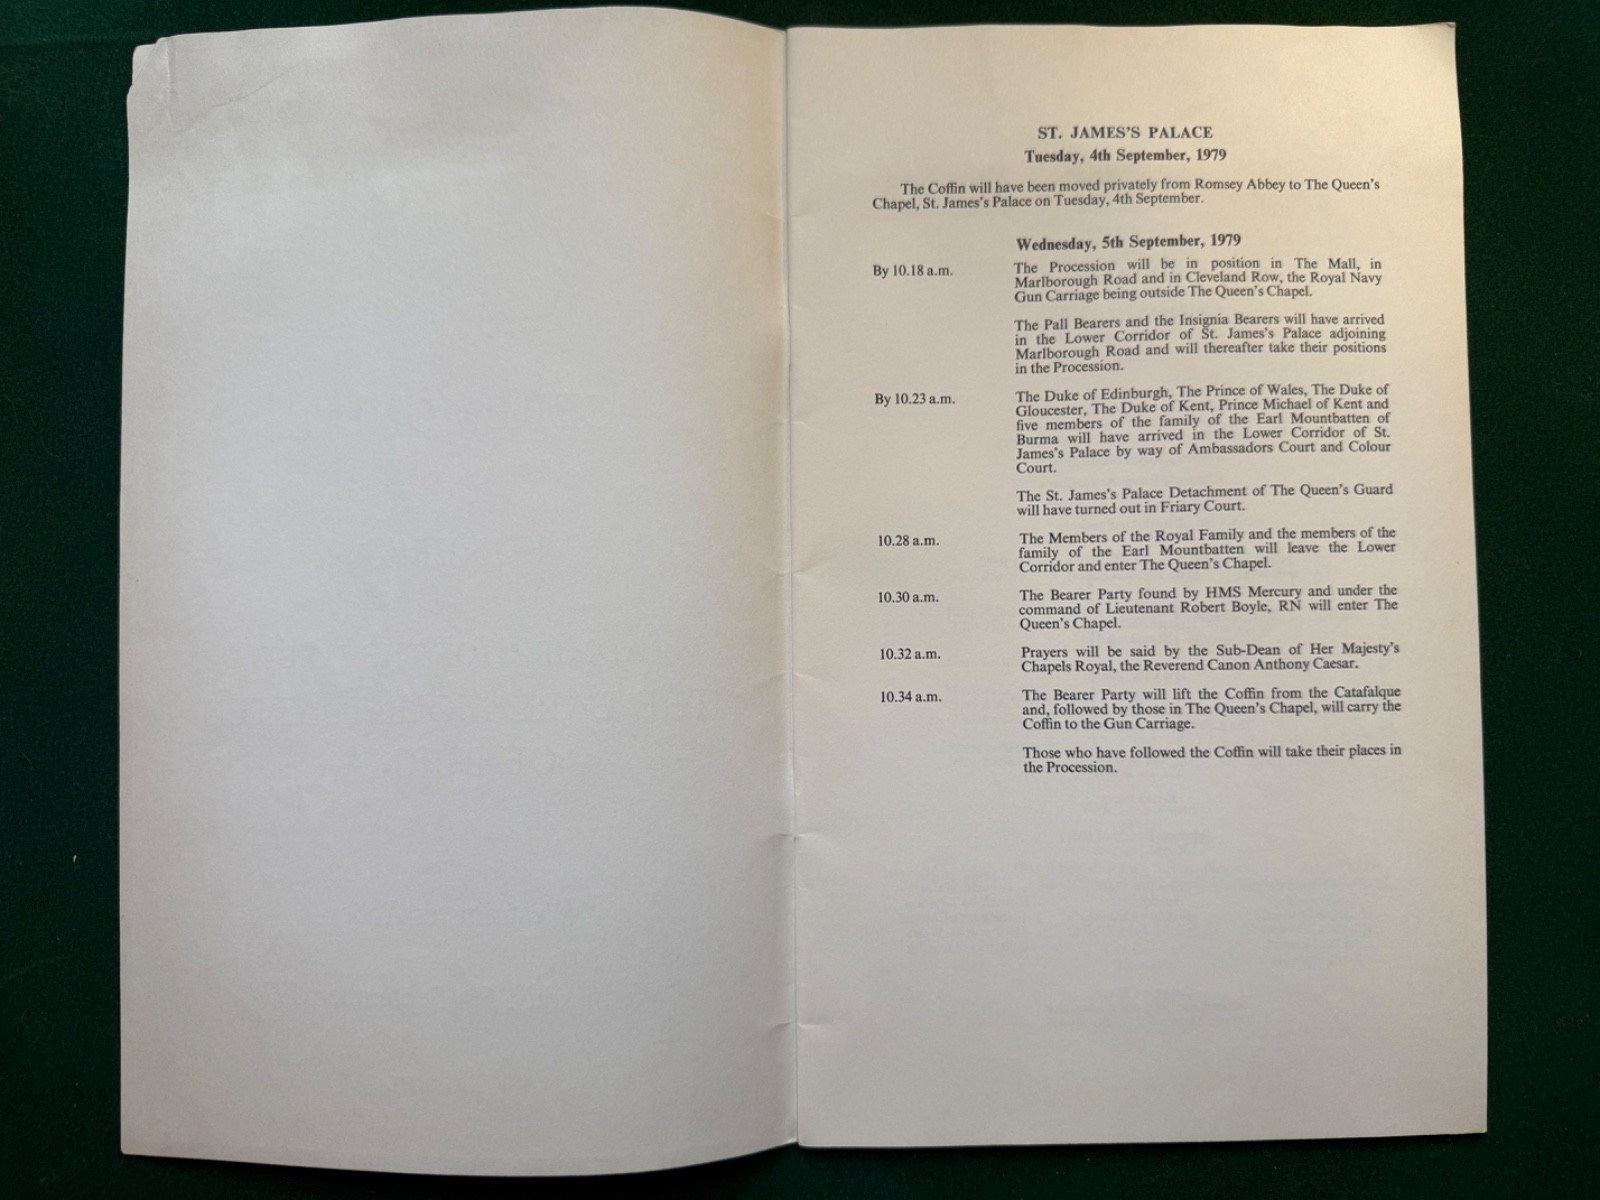 ST. JAMES'S PALACE
Tuesday, 4th September, 1979
The Coffin will have been moved privately from Romsey Abbey to The Queen's
Chapel, St. James's Palace on Tuesday, 4th September.
Wednesday, 5th September, 1979
By 10.18 a.m. The Procession will be in position in The Mall, in
Marlborough Road and in Cleveland Row, the Royal Navy
Gun Carriage being outside The Queen's Chapel.
The Pall Bearers and the Insignia Bearers will have arrived
in the Lower Corridor of St. James's Palace adjoining
Marlborough Road and will thereafter take their positions
in the Procession.
By 10.23 a.m. The Duke of Edinburgh, The Prince of Wales, The Duke of
Gloucester, The Duke of Kent, Prince Michael of Kent and
five members of the family of the Earl Mountbatten of
Burma will have arrived in the Lower Corridor of St.
James's Palace by way of Ambassadors Court and Colour
Court.
The St. James's Palace Detachment of The Queen's Guard
will have turned out in Friary Court.
10.28 a.m. The Members of the Royal Family and the members of the
family of the Earl Mountbatten will leave the Lower
Corridor and enter The Queen's Chapel.
10.30 a.m. The Bearer Party found by HMS Mercury and under the
command of Lieutenant Robert Boyle, RN will enter The
Queen's Chapel.
10.32 a.m. Prayers will be said by the Sub-Dean of Her Majesty's
Chapels Royal, the Reverend Canon Anthony Caesar.
10.34 a.m. The Bearer Party will lift the Coffin from the Catafalque
and, followed by those in The Queen's Chapel, will carry the
Coffin to the Gun Carriage.
Those who have followed the Coffin will take their places in
the Procession.